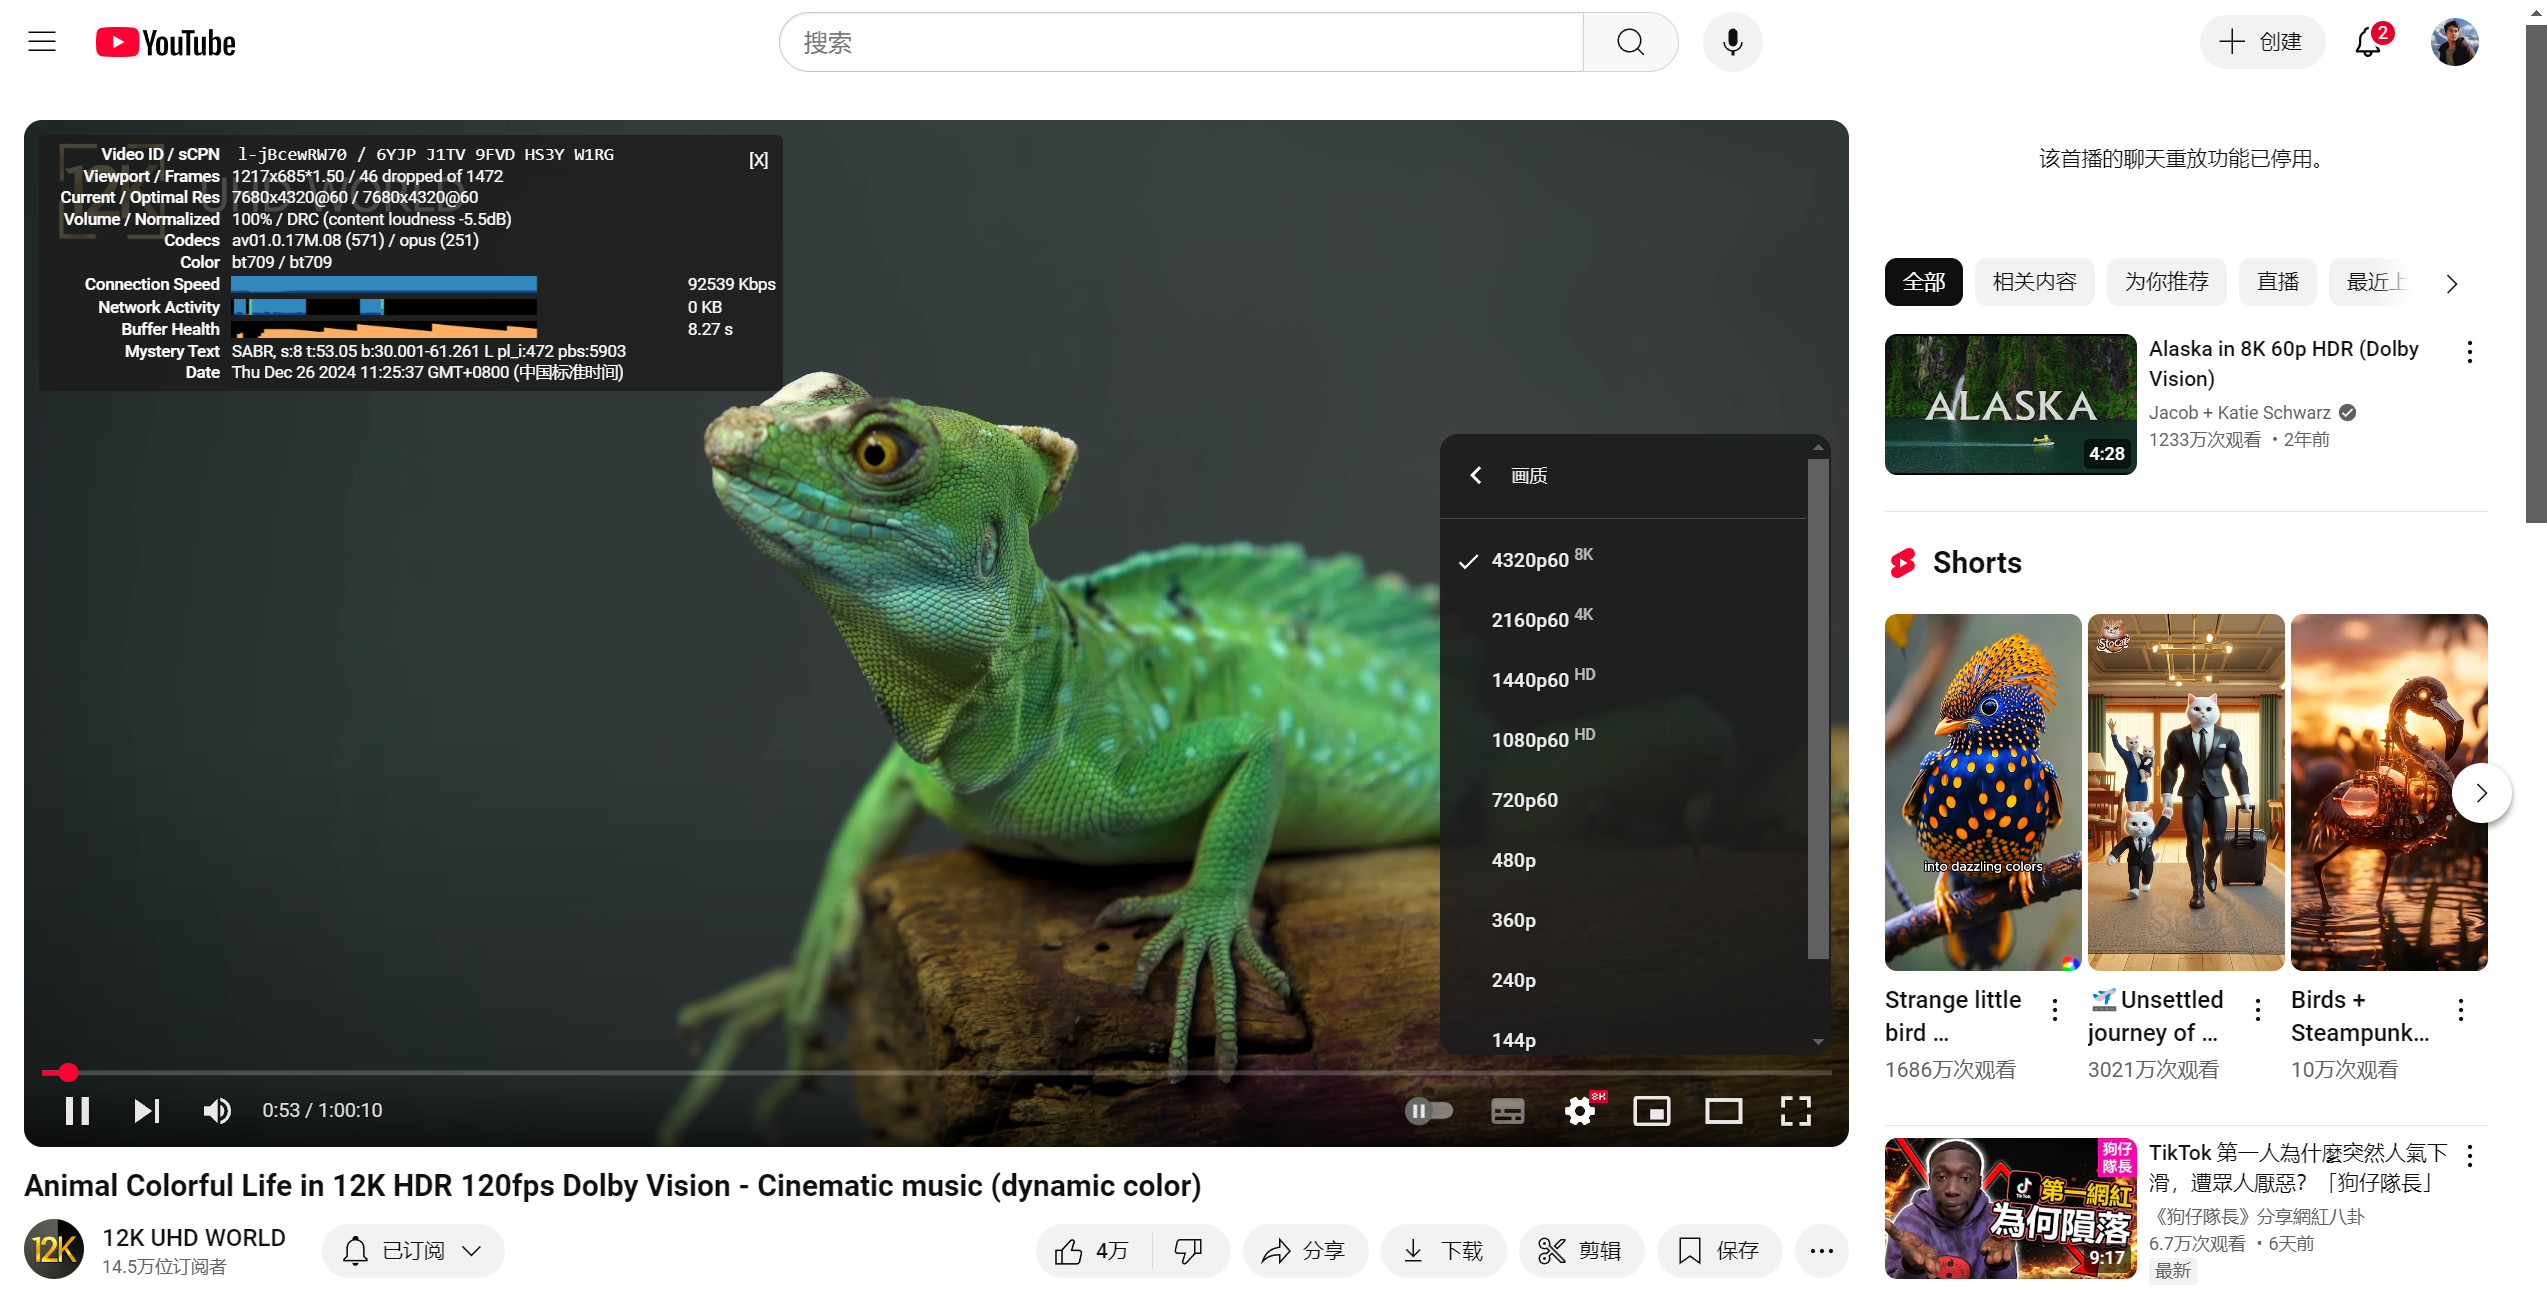 YouTube
搜索
创建
2
Video ID / sCPN l-jBcewRW70 / 6YJP J1TV 9FVD HS3Y W1RG
[X]
Viewport / Frames 1217x685*1.50 / 46 dropped of 1472
Current / Optimal Res 7680x4320@60 / 7680x4320@60
Volume / Normalized 100% / DRC (content loudness -5.5dB)
Codecs av01.0.17M.08 (571) / opus (251)
Color bt709 / bt709
Connection Speed 92539 Kbps
Network Activity 0 KB
Buffer Health 8.27 s
Mystery Text SABR, s:8 t:53.05 b:30.001-61.261 L pl_i:472 pbs:5903
Date Thu Dec 26 2024 11:25:37 GMT+0800 (中国标准时间)
12K UHD WORLD
画质
4320p60 8K
2160p60 4K
1440p60 HD
1080p60 HD
720p60
480p
360p
240p
144p
0:53 / 1:00:10
8K
Animal Colorful Life in 12K HDR 120fps Dolby Vision - Cinematic music (dynamic color)
12K
12K UHD WORLD
14.5万位订阅者
已订阅
4万
分享
下载
剪辑
保存
该首播的聊天重放功能已停用。
全部
相关内容
为你推荐
直播
最近上
ALASKA
4:28
Alaska in 8K 60p HDR (Dolby
Vision)
Jacob + Katie Schwarz
1233万次观看 • 2年前
Shorts
into dazzling colors
StoCat
Strange little
bird ...
1686万次观看
Unsettled
journey of ...
3021万次观看
Birds +
Steampunk...
10万次观看
狗仔
隊長
第一網紅
為何隕落
9:17
TikTok 第一人為什麼突然人氣下
滑，遭眾人厭惡？「狗仔隊長」
《狗仔隊長》分享網紅八卦
6.7万次观看 • 6天前
最新